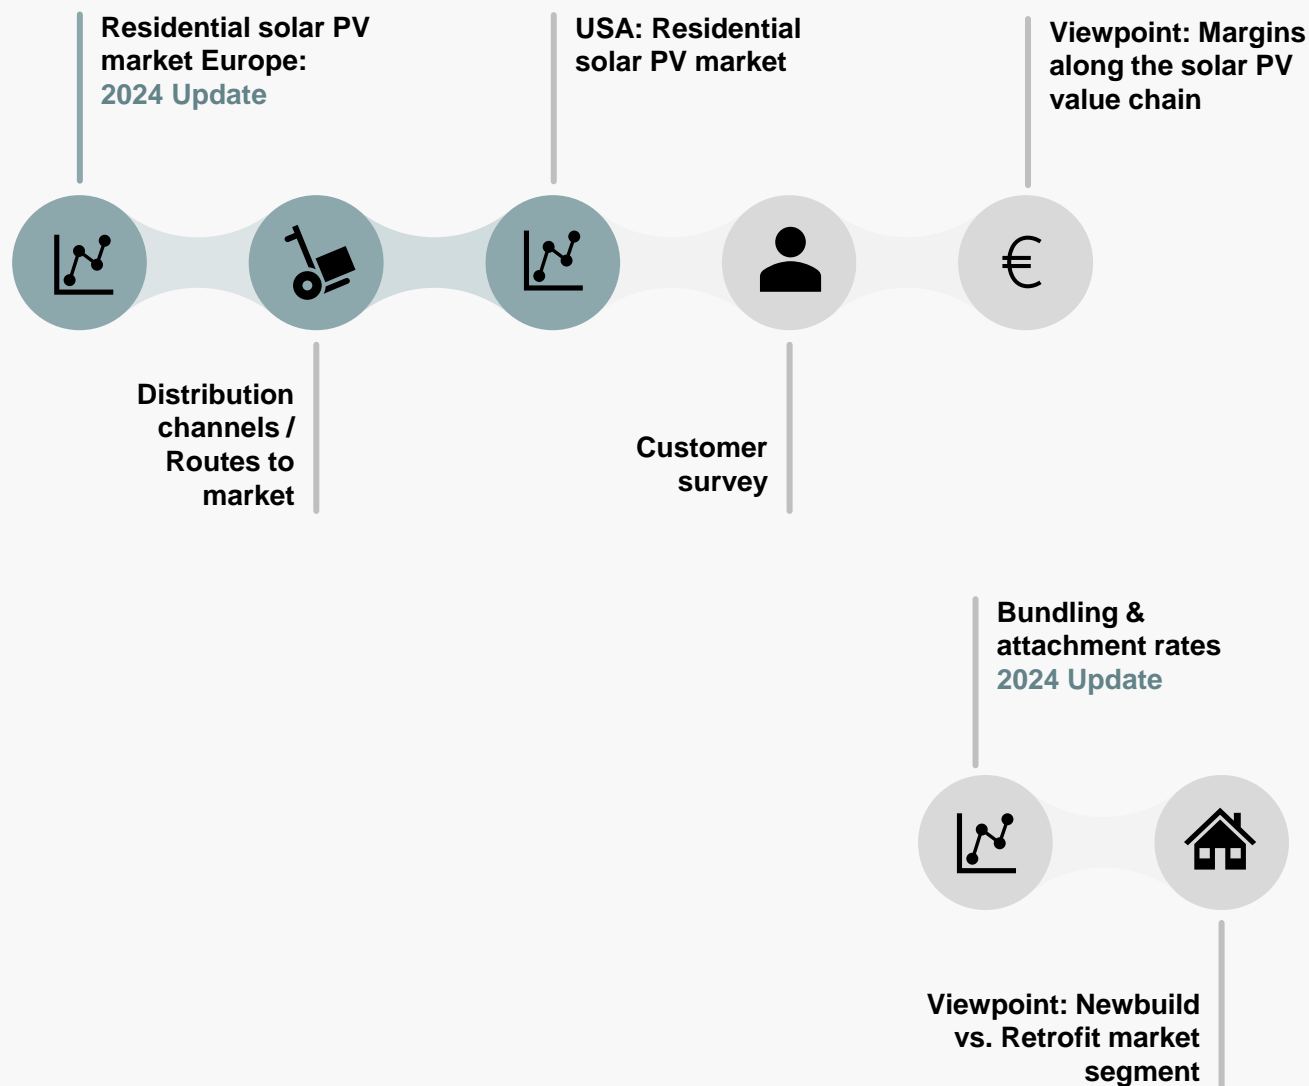 Residential solar PV
market Europe:
2024 Update
USA: Residential
solar PV market
Viewpoint: Margins
along the solar PV
value chain
€
Distribution
channels /
Routes to
market
Customer
survey
Bundling &
attachment rates
2024 Update
Viewpoint: Newbuild
vs. Retrofit market
segment